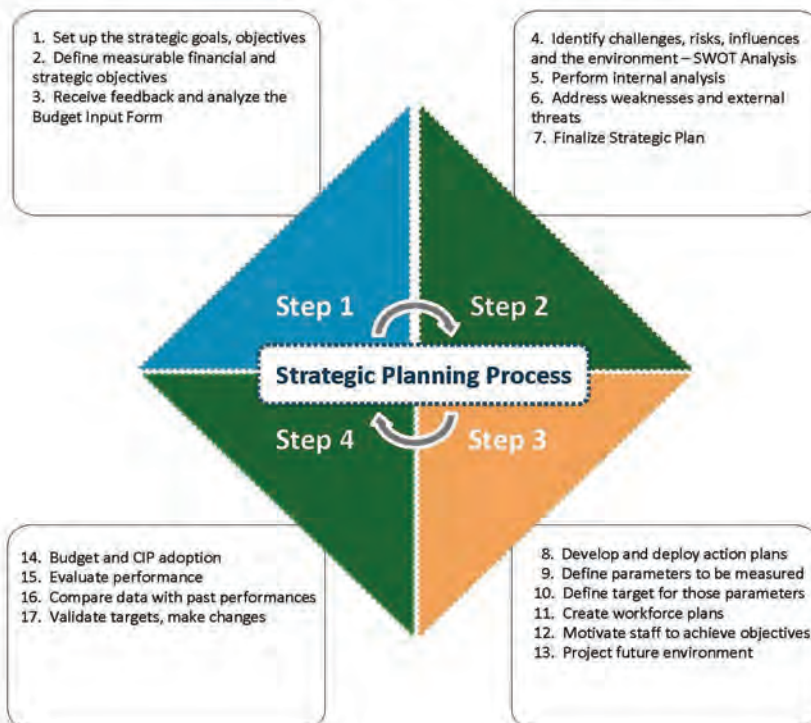 1. Set up the strategic goals, objectives
2. Define measurable financial and
strategic objectives
3. Receive feedback and analyze the
Budget Input Form
4. Identify challenges, risks, influences
and the environment – SWOT Analysis
5. Perform internal analysis
6. Address weaknesses and external
threats
7. Finalize Strategic Plan
Step 1
Step 2
Strategic Planning Process
Step 4
Step 3
14. Budget and CIP adoption
15. Evaluate performance
16. Compare data with past performances
17. Validate targets, make changes
8. Develop and deploy action plans
9. Define parameters to be measured
10. Define target for those parameters
11. Create workforce plans
12. Motivate staff to achieve objectives
13. Project future environment